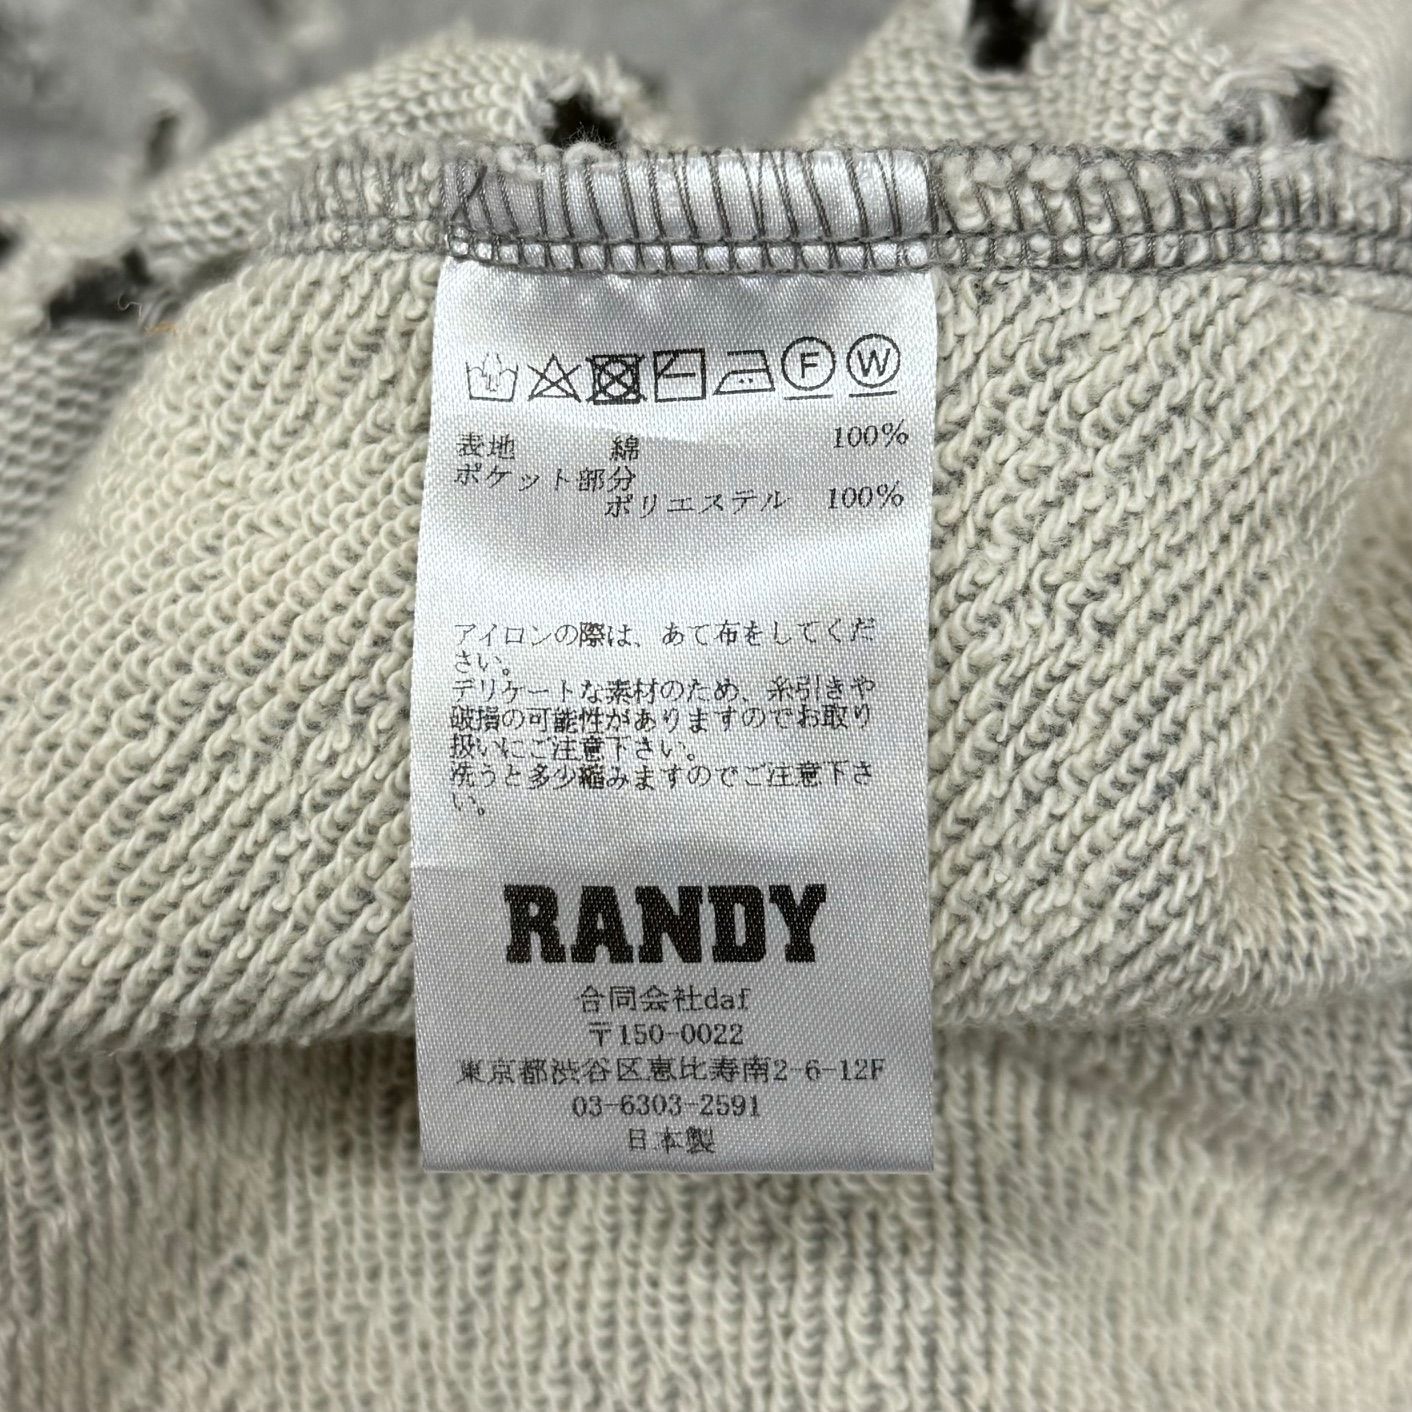 F W
表地 綿 100%
ポケット部分
ポリエステル 100%
アイロンの際は、あて布をしてくだ
さい。
デリケートな素材のため、糸引きや
破損の可能性がありますのでお取り
扱いにご注意下さい。
洗うと多少縮みますのでご注意下さ
い。
RANDY
合同会社daf
〒150-0022
東京都渋谷区恵比寿南2-6-12F
03-6303-2591
日本製